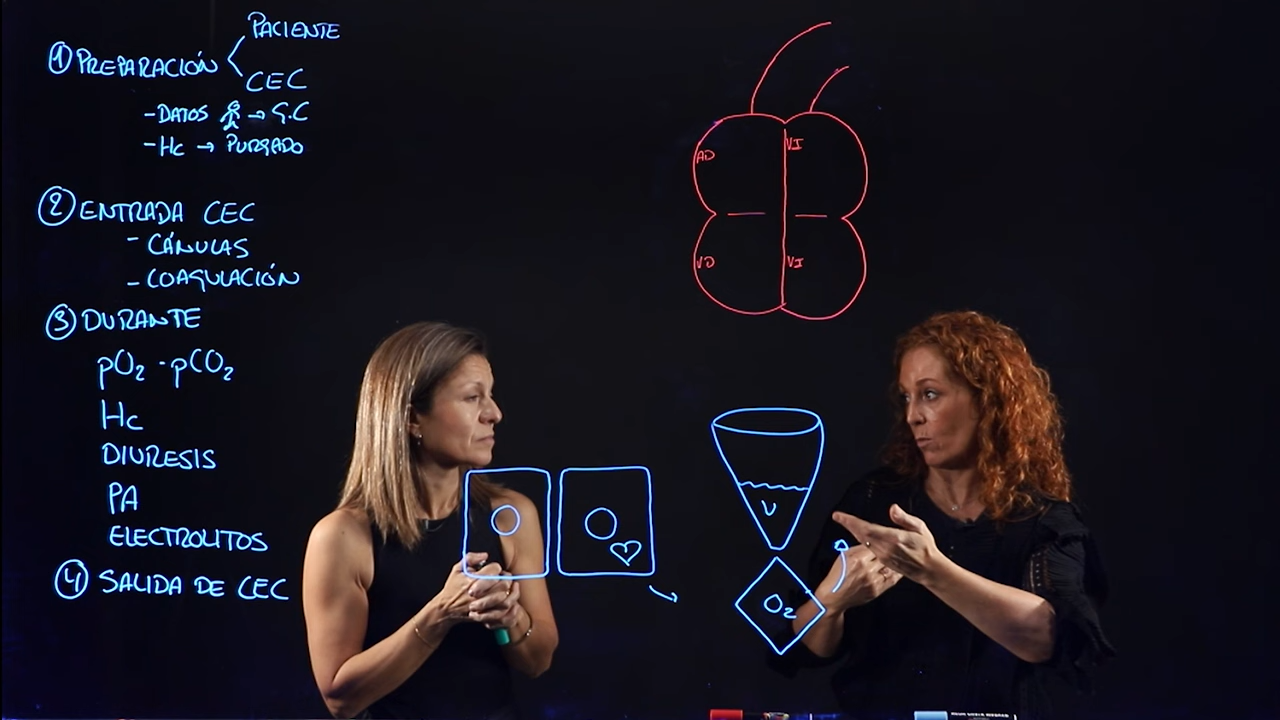 ① PREPARACIÓN < PACIENTE
CEC
- DATOS → G.C
- Hc → PURGADO
② ENTRADA CEC
- CÁNULAS
- COAGULACIÓN
③ DURANTE
pO₂ · pCO₂
Hc
DIURESIS
PA
ELECTROLITOS
④ SALIDA DE CEC
AD VI
VD VI
V
O₂